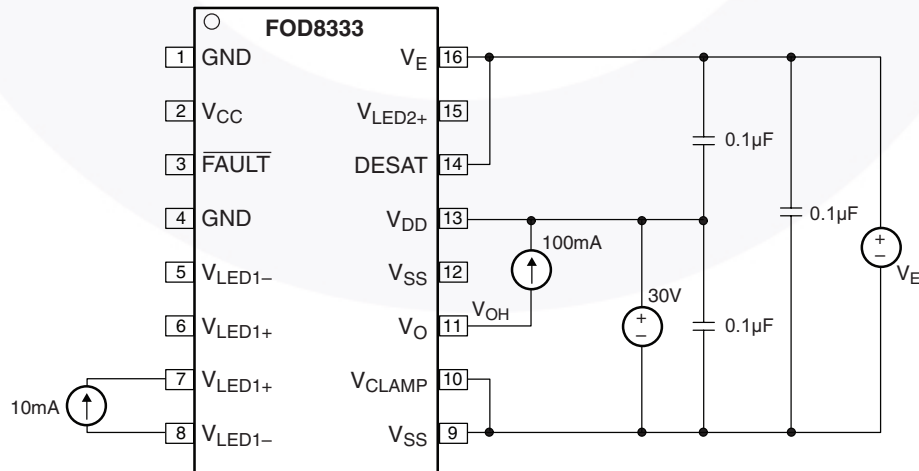 FOD8333
1 GND
2 VCC
3 FAULT
4 GND
5 VLED1–
6 VLED1+
7 VLED1+
8 VLED1–
10mA
VE 16
VLED2+ 15
DESAT 14
VDD 13
VSS 12
VO 11
VCLAMP 10
VSS 9
VOH
100mA
30V
+
–
0.1µF
0.1µF
0.1µF
+
–
VE